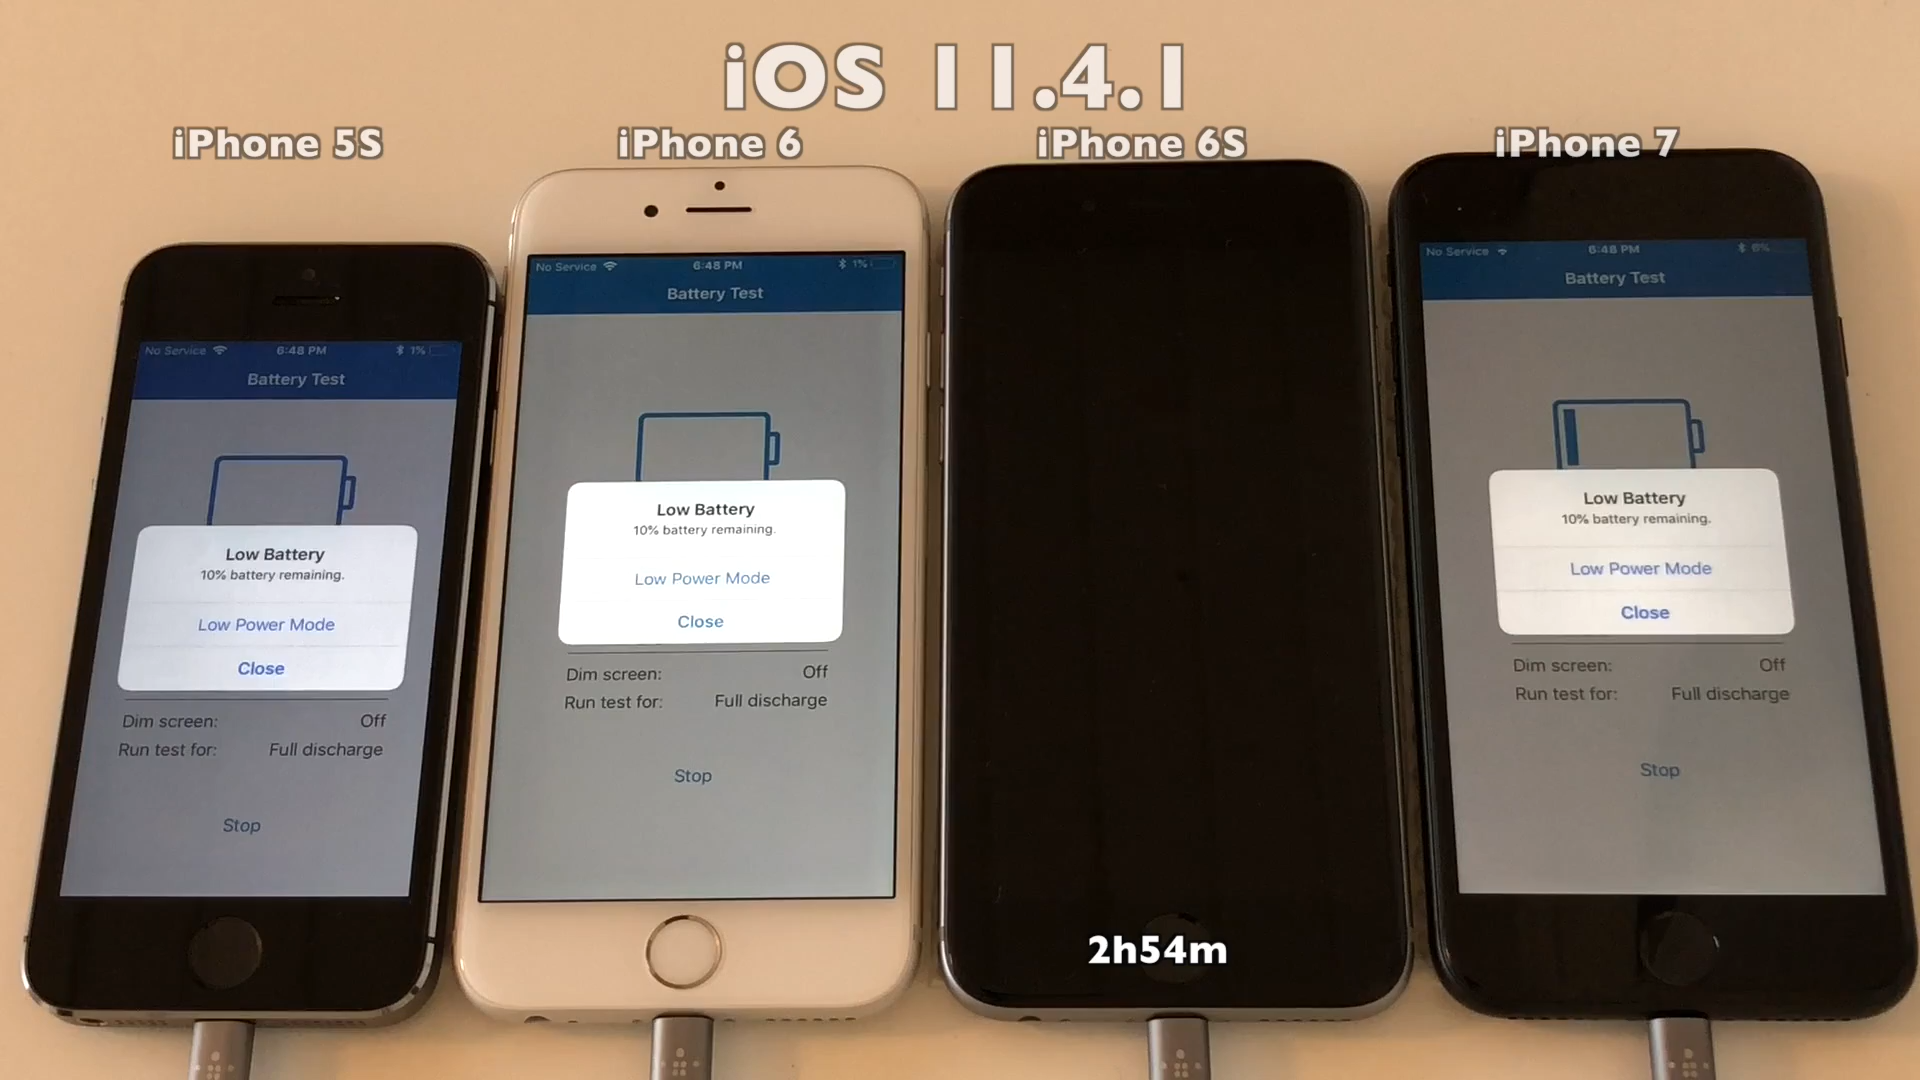 iOS 11.4.1
iPhone 5S
iPhone 6
iPhone 6S
iPhone 7
No Service 6:48 PM 1%
Battery Test
Low Battery
10% battery remaining.
Low Power Mode
Close
Dim screen: Off
Run test for: Full discharge
Stop
No Service 6:48 PM 1%
Battery Test
Low Battery
10% battery remaining.
Low Power Mode
Close
Dim screen: Off
Run test for: Full discharge
Stop
2h54m
No Service 6:48 PM 6%
Battery Test
Low Battery
10% battery remaining.
Low Power Mode
Close
Dim screen: Off
Run test for: Full discharge
Stop